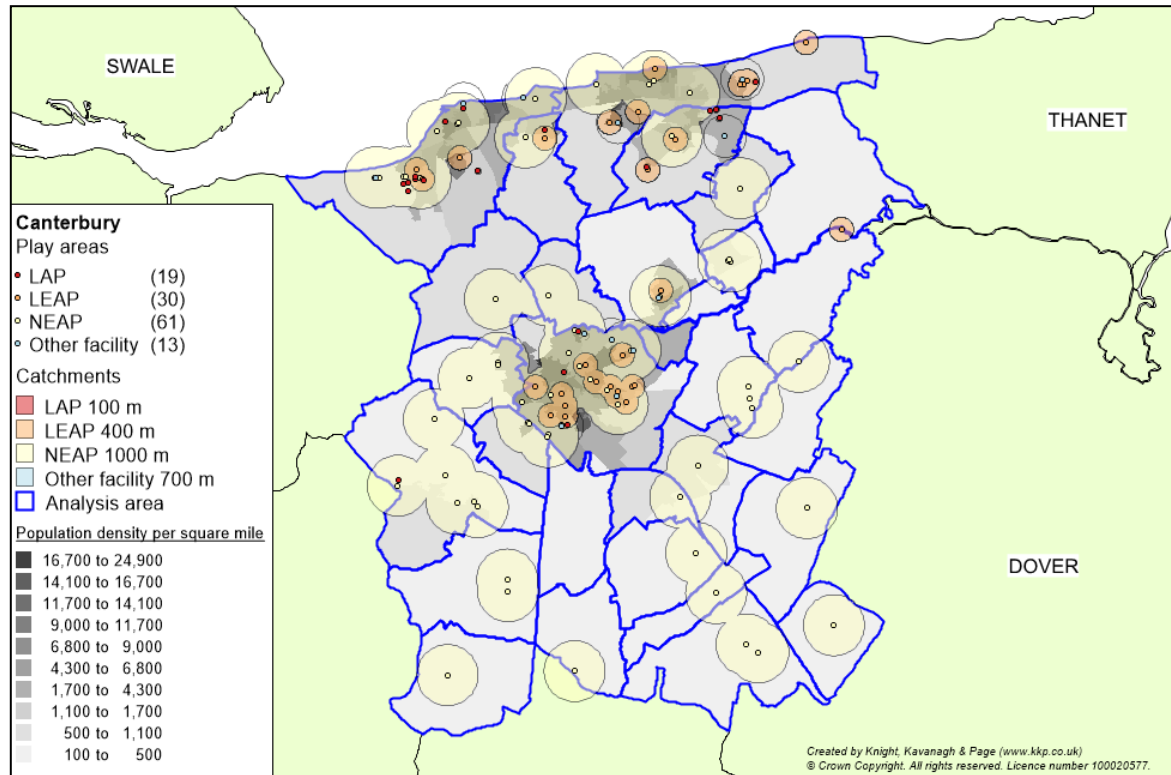 SWALE
THANET
DOVER
Canterbury
Play areas
LAP (19)
LEAP (30)
NEAP (61)
Other facility (13)
Catchments
LAP 100 m
LEAP 400 m
NEAP 1000 m
Other facility 700 m
Analysis area
Population density per square mile
16,700 to 24,900
14,100 to 16,700
11,700 to 14,100
9,000 to 11,700
6,800 to 9,000
4,300 to 6,800
1,700 to 4,300
1,100 to 1,700
500 to 1,100
100 to 500
Created by Knight, Kavanagh & Page (www.kkp.co.uk)
© Crown Copyright. All rights reserved. Licence number 100020577.